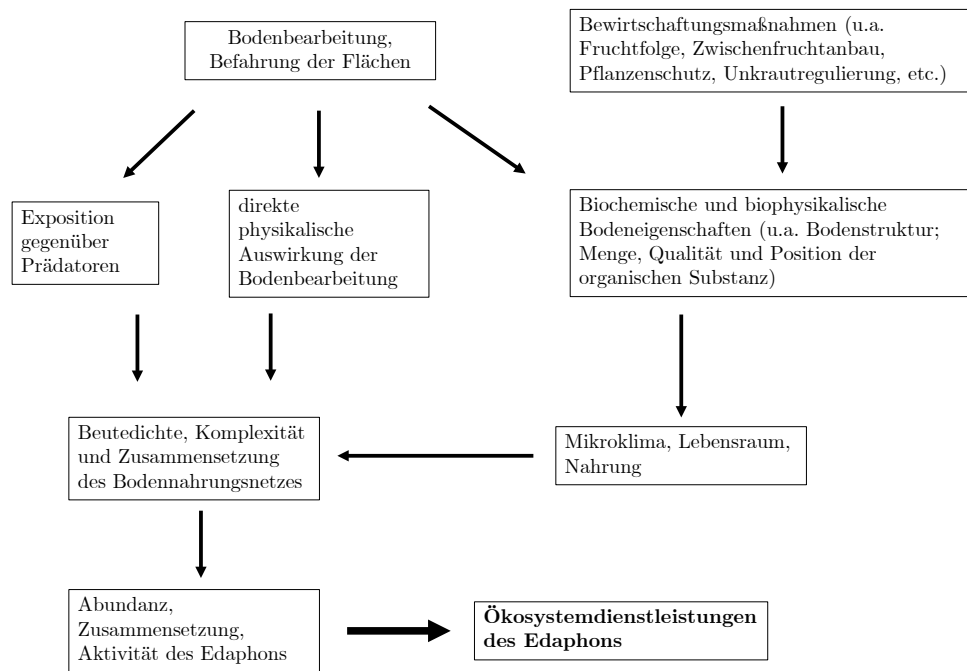 Bodenbearbeitung,
Befahrung der Flächen
Bewirtschaftungsmaßnahmen (u.a.
Fruchtfolge, Zwischenfruchtanbau,
Pflanzenschutz, Unkrautregulierung, etc.)
Exposition
gegenüber
Prädatoren
direkte
physikalische
Auswirkung der
Bodenbearbeitung
Biochemische und biophysikalische
Bodeneigenschaften (u.a. Bodenstruktur;
Menge, Qualität und Position der
organischen Substanz)
Beutedichte, Komplexität
und Zusammensetzung
des Bodennahrungsnetzes
Mikroklima, Lebensraum,
Nahrung
Abundanz,
Zusammensetzung,
Aktivität des Edaphons
Ökosystemdienstleistungen
des Edaphons